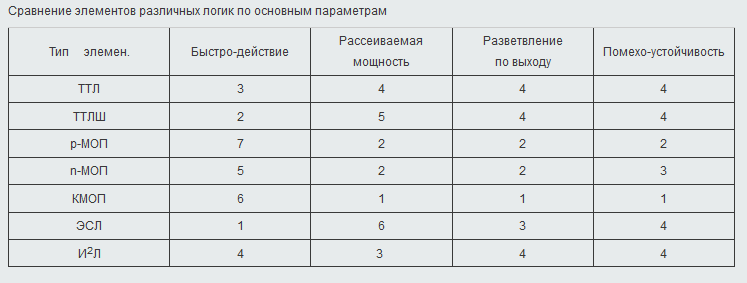 Сравнение элементов различных логик по основным параметрам
Тип элемен. Быстро-действие Рассеиваемая мощность Разветвление по выходу Помехо-устойчивость
ТТЛ 3 4 4 4
ТТЛШ 2 5 4 4
р-МОП 7 2 2 2
n-МОП 5 2 2 3
КМОП 6 1 1 1
ЭСЛ 1 6 3 4
И²Л 4 3 4 4